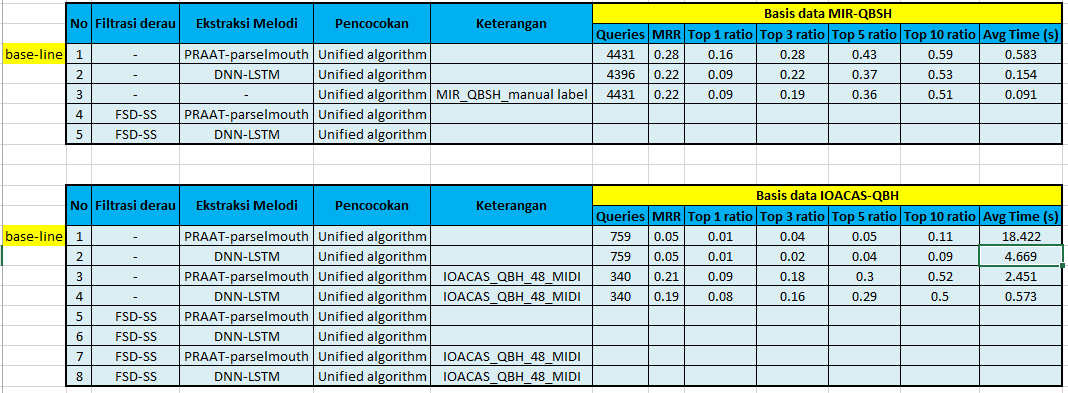 No Filtrasi derau Ekstraksi Melodi Pencocokan Keterangan Basis data MIR-QBSH
Queries MRR Top 1 ratio Top 3 ratio Top 5 ratio Top 10 ratio Avg Time (s)
base-line 1 - PRAAT-parselmouth Unified algorithm 4431 0.28 0.16 0.28 0.43 0.59 0.583
2 - DNN-LSTM Unified algorithm 4396 0.22 0.09 0.22 0.37 0.53 0.154
3 - - Unified algorithm MIR_QBSH_manual label 4431 0.22 0.09 0.19 0.36 0.51 0.091
4 FSD-SS PRAAT-parselmouth Unified algorithm
5 FSD-SS DNN-LSTM Unified algorithm
No Filtrasi derau Ekstraksi Melodi Pencocokan Keterangan Basis data IOACAS-QBH
Queries MRR Top 1 ratio Top 3 ratio Top 5 ratio Top 10 ratio Avg Time (s)
base-line 1 - PRAAT-parselmouth Unified algorithm 759 0.05 0.01 0.04 0.05 0.11 18.422
2 - DNN-LSTM Unified algorithm 759 0.05 0.01 0.02 0.04 0.09 4.669
3 - PRAAT-parselmouth Unified algorithm IOACAS_QBH_48_MIDI 340 0.21 0.09 0.18 0.3 0.52 2.451
4 - DNN-LSTM Unified algorithm IOACAS_QBH_48_MIDI 340 0.19 0.08 0.16 0.29 0.5 0.573
5 FSD-SS PRAAT-parselmouth Unified algorithm
6 FSD-SS DNN-LSTM Unified algorithm
7 FSD-SS PRAAT-parselmouth Unified algorithm IOACAS_QBH_48_MIDI
8 FSD-SS DNN-LSTM Unified algorithm IOACAS_QBH_48_MIDI